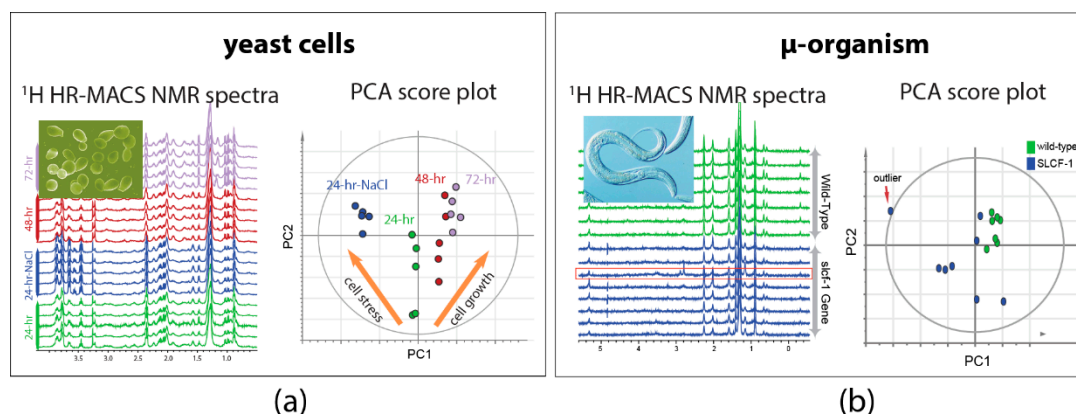 yeast cells
¹H HR-MACS NMR spectra
PCA score plot
72-hr
48-hr
24-hr-NaCl
24-hr
3.5
2.5
2.0
1.5
1.0
24-hr-NaCl
48-hr
72-hr
24-hr
cell stress
cell growth
PC2
PC1
(a)
μ-organism
¹H HR-MACS NMR spectra
PCA score plot
Wild-Type
slcf-1 Gene
5
4
3
2
1
0
wild-type
SLCF-1
outlier
PC2
PC1
(b)